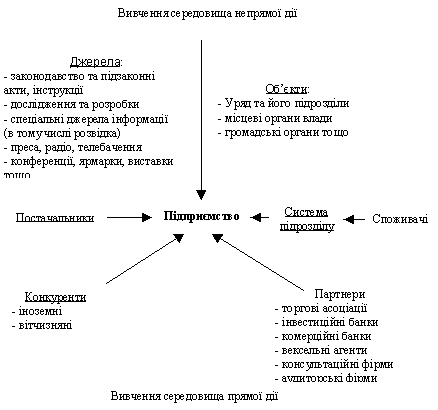 Вивчення середовища непрямої дії
Джерела:
- законодавство та підзаконні
акти, інструкції
- дослідження та розробки
- спеціальні джерела інформації
(в тому числі розвідка)
- преса, радіо, телебачення
- конференції, ярмарки, виставки
тощо
Об’єкти:
- Уряд та його підрозділи
- місцеві органи влади
- громадські органи тощо
Постачальники
Підприємство
Система
підрозділу
Споживачі
Конкуренти
- іноземні
- вітчизняні
Партнери
- торгові асоціації
- інвестиційні банки
- комерційні банки
- вексельні агенти
- консультаційні фірми
- аудиторські фірми
Вивчення середовища прямої дії